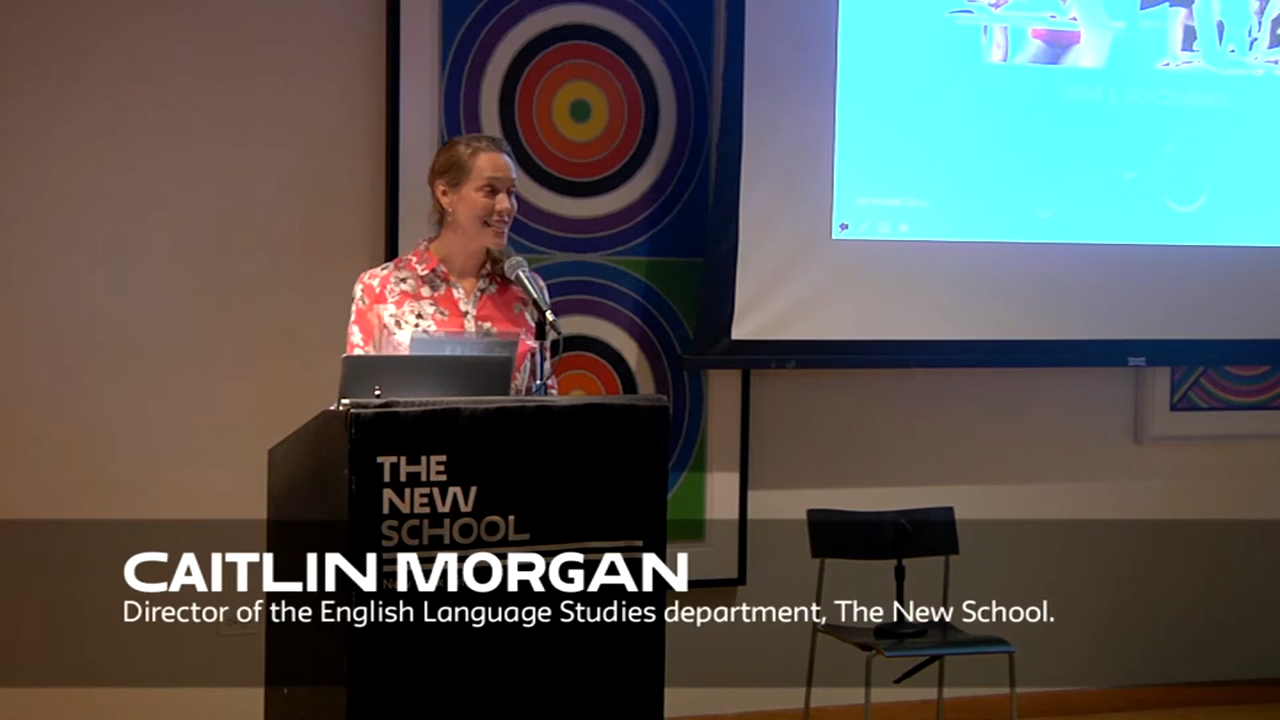 THE
NEW
SCHOOL
CAITLIN MORGAN
Director of the English Language Studies department, The New School.